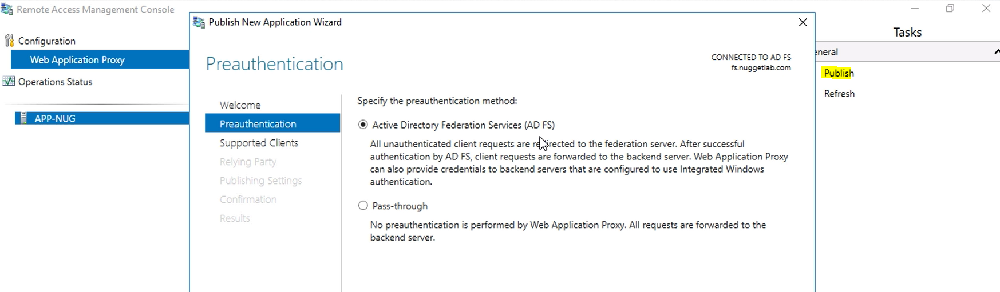 Remote Access Management Console
Configuration
Web Application Proxy
Operations Status
APP-NUG
Publish New Application Wizard
Preauthentication
CONNECTED TO AD FS
fs.nuggetlab.com
Welcome
Preauthentication
Supported Clients
Relying Party
Publishing Settings
Confirmation
Results
Specify the preauthentication method:
Active Directory Federation Services (AD FS)
All unauthenticated client requests are redirected to the federation server. After successful
authentication by AD FS, client requests are forwarded to the backend server. Web Application Proxy
can also provide credentials to backend servers that are configured to use Integrated Windows
authentication.
Pass-through
No preauthentication is performed by Web Application Proxy. All requests are forwarded to the
backend server.
Tasks
eneral
Publish
Refresh